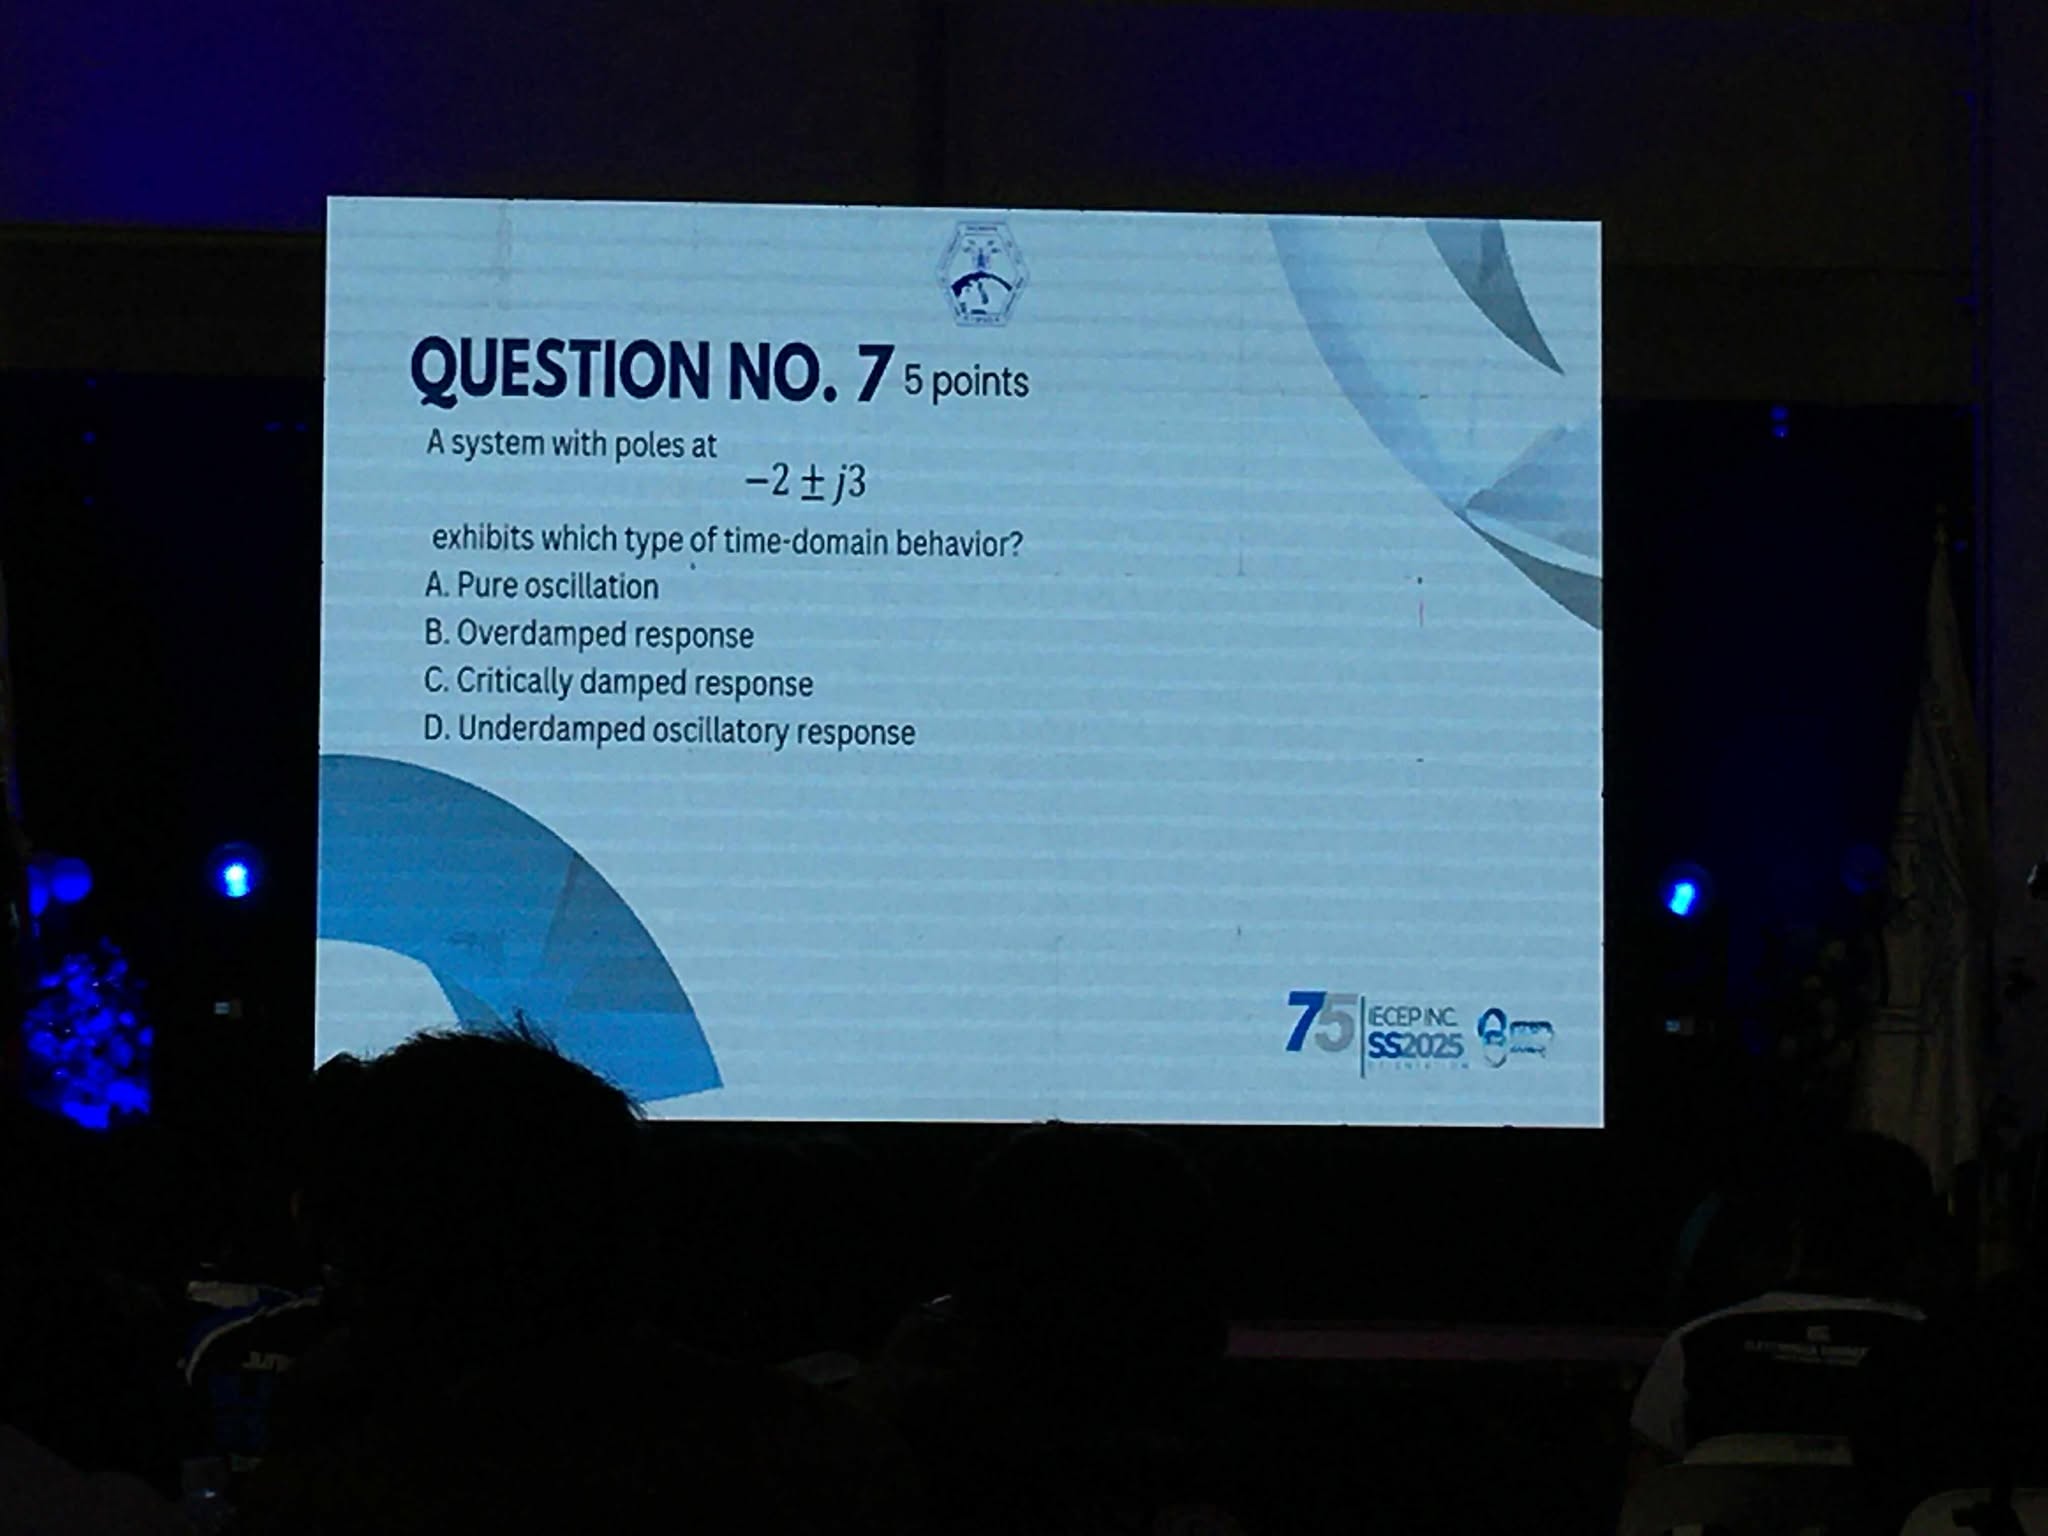 QUESTION NO. 7 5 points
A system with poles at
−2 ± j3
exhibits which type of time-domain behavior?
A. Pure oscillation
B. Overdamped response
C. Critically damped response
D. Underdamped oscillatory response
75
IECEP INC.
SS2025